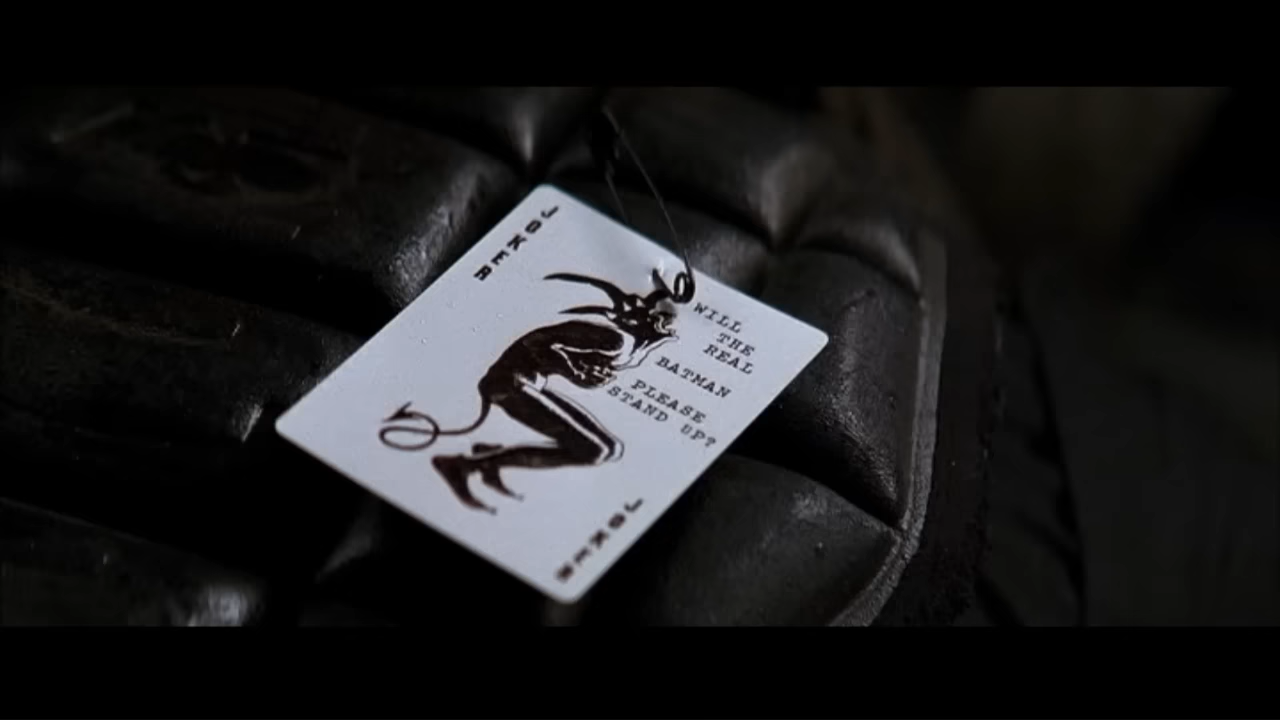 JOKER
WILL
THE
REAL
BATMAN
PLEASE
STAND UP?
JOKER